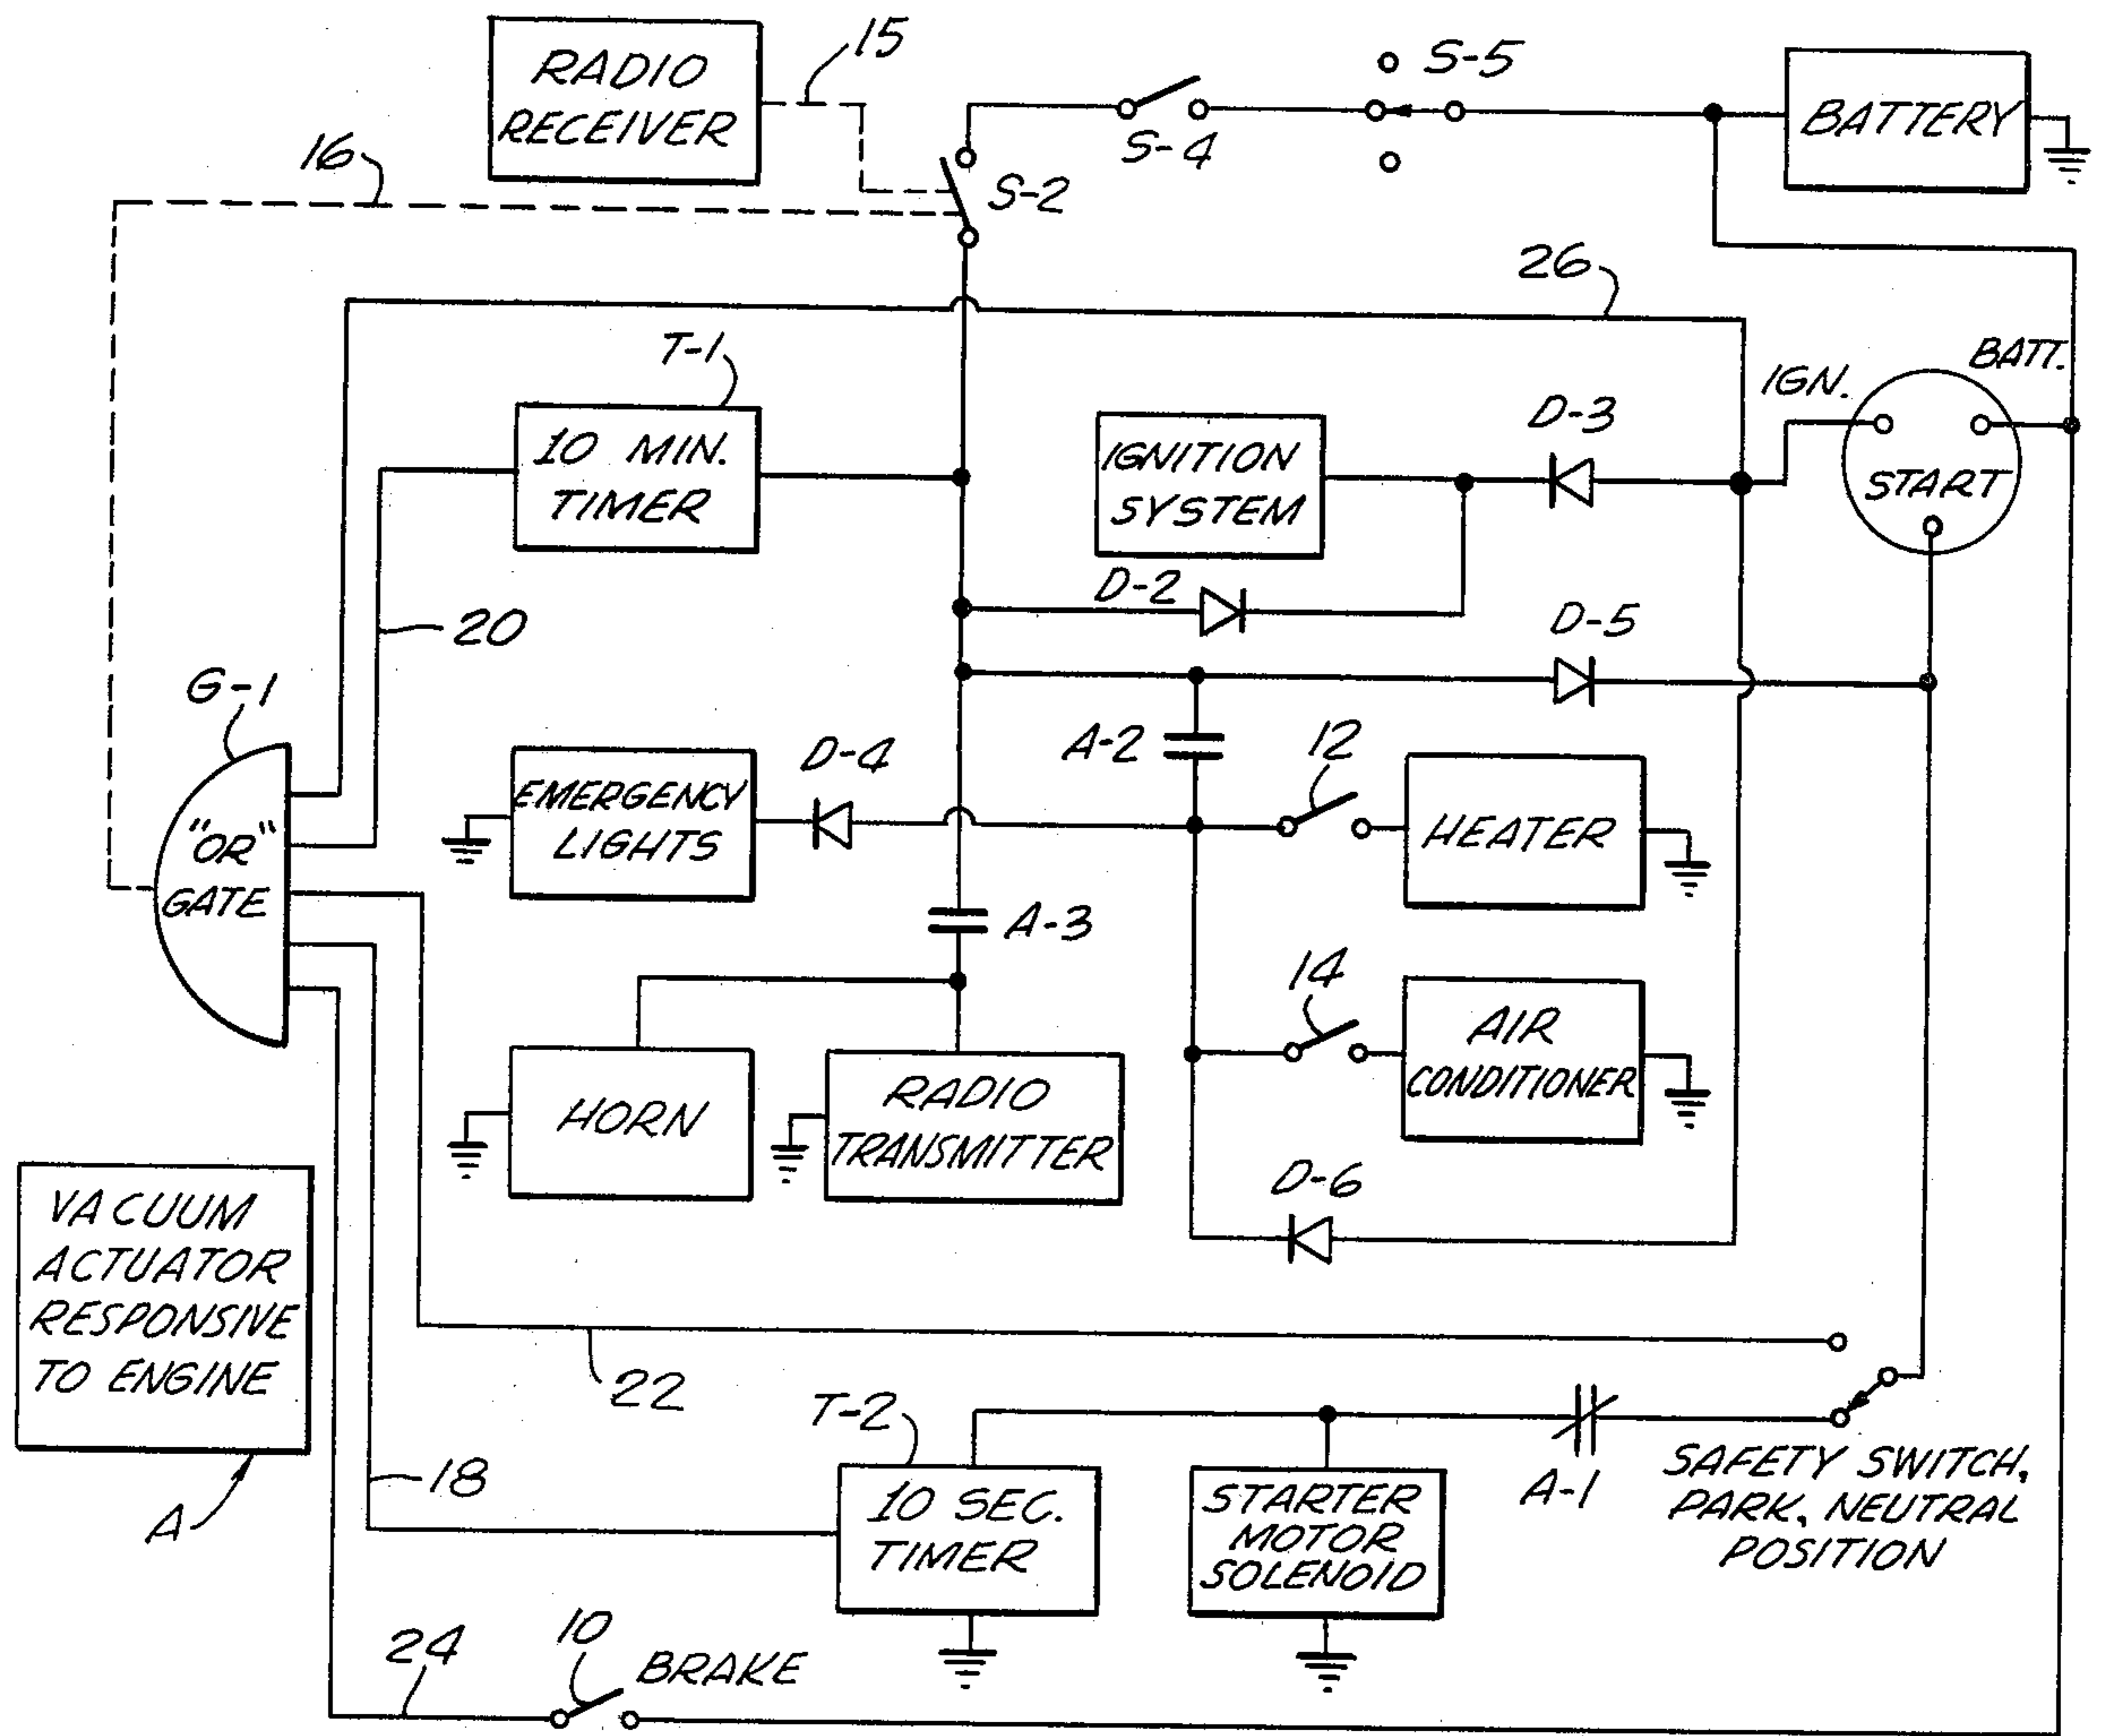 RADIO
RECEIVER
15
S-5
BATTERY
S-4
16
S-2
26
T-1
BATT.
IGN.
D-3
10 MIN.
TIMER
IGNITION
SYSTEM
START
D-2
20
D-5
G-1
A-2
12
D-4
EMERGENCY
LIGHTS
HEATER
"OR"
GATE
A-3
14
AIR
CONDITIONER
HORN
RADIO
TRANSMITTER
D-6
VACUUM
ACTUATOR
RESPONSIVE
TO ENGINE
22
T-2
18
A
10 SEC.
TIMER
STARTER
MOTOR
SOLENOID
A-1
SAFETY SWITCH,
PARK, NEUTRAL
POSITION
24
10
BRAKE